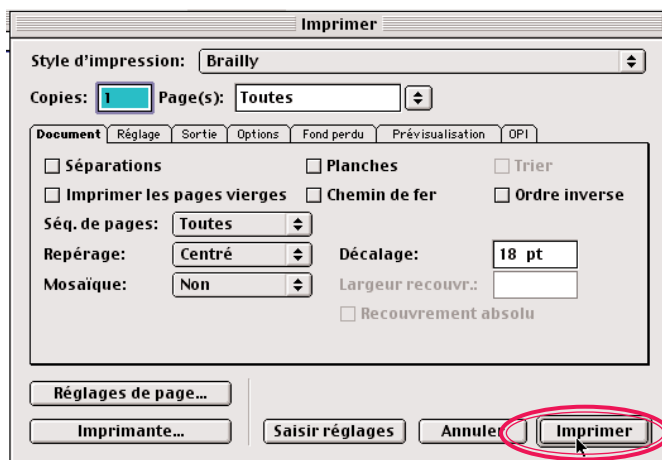 Imprimer
Style d'impression: Brailly
Copies: 1 Page(s): Toutes
Document Réglage Sortie Options Fond perdu Prévisualisation OPI
Séparations Planches Trier
Imprimer les pages vierges Chemin de fer Ordre inverse
Séq. de pages: Toutes
Repérage: Centré Décalage: 18 pt
Mosaïque: Non Largeur recouvr.:
Recouvrement absolu
Réglages de page...
Imprimante... Saisir réglages Annuler Imprimer